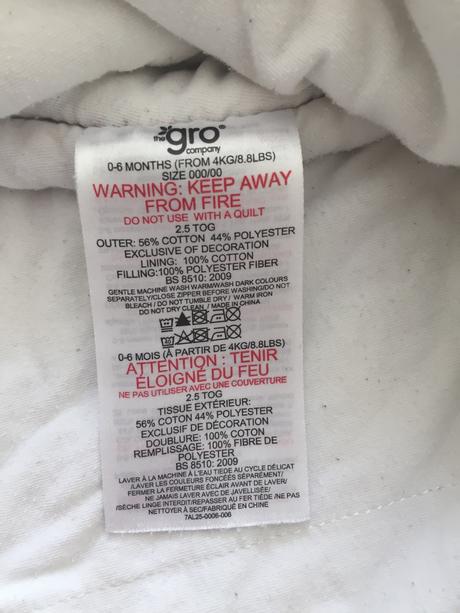 the gro®
company
0-6 MONTHS (FROM 4KG/8.8LBS)
SIZE 000/00
WARNING: KEEP AWAY
FROM FIRE
DO NOT USE WITH A QUILT
2.5 TOG
OUTER: 56% COTTON 44% POLYESTER
EXCLUSIVE OF DECORATION
LINING: 100% COTTON
FILLING:100% POLYESTER FIBER
BS 8510: 2009
GENTLE MACHINE WASH WARM/WASH DARK COLOURS
SEPARATELY/CLOSE ZIPPER BEFORE WASHING/DO NOT
BLEACH / DO NOT TUMBLE DRY / WARM IRON
DO NOT DRY CLEAN / MADE IN CHINA
0-6 MOIS (À PARTIR DE 4KG/8.8LBS)
ATTENTION : TENIR
ÉLOIGNÉ DU FEU
NE PAS UTILISER AVEC UNE COUVERTURE
2.5 TOG
TISSUE EXTÉRIEUR:
56% COTON 44% POLYESTER
EXCLUSIF DE DÉCORATION
DOUBLURE: 100% COTON
REMPLISSAGE: 100% FIBRE DE
POLYESTER
BS 8510: 2009
LAVER À LA MACHINE À L'EAU TIÈDE AU CYCLE DÉLICAT
/LAVER LES COULEURS FONCÉES SÉPARÉMENT/
FERMER LA FERMETURE ÉCLAIR AVANT DE LAVER/
NE JAMAIS LAVER AVEC DE JAVELLISÉE/
/SÈCHE LINGE INTERDIT/REPASSER AU FER TIÈDE /NE PAS
NETTOYER À SEC/FABRIQUÉ EN CHINE
7AL25-0006-006